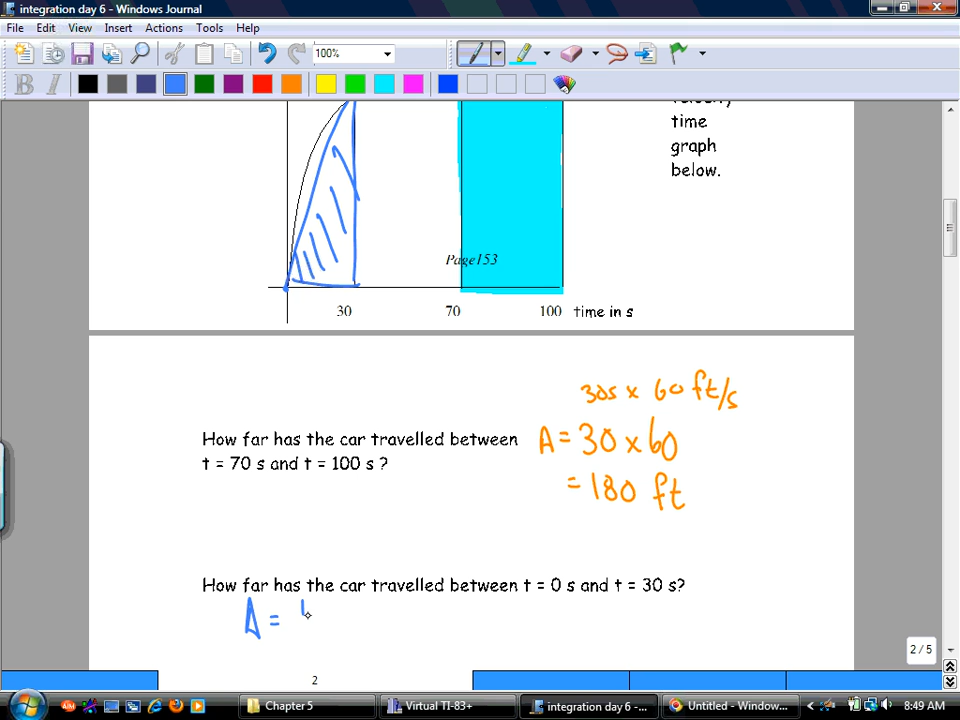 integration day 6 - Windows Journal
File Edit View Insert Actions Tools Help
100%
B I
time
graph
below.
Page153
30 70 100 time in s
30s x 60 ft/s
How far has the car travelled between
t = 70 s and t = 100 s ?
A = 30 x 60
= 180 ft
How far has the car travelled between t = 0 s and t = 30 s?
A =
2
2 / 5
Chapter 5 Virtual TI-83+ integration day 6 -... Untitled - Window... 8:49 AM